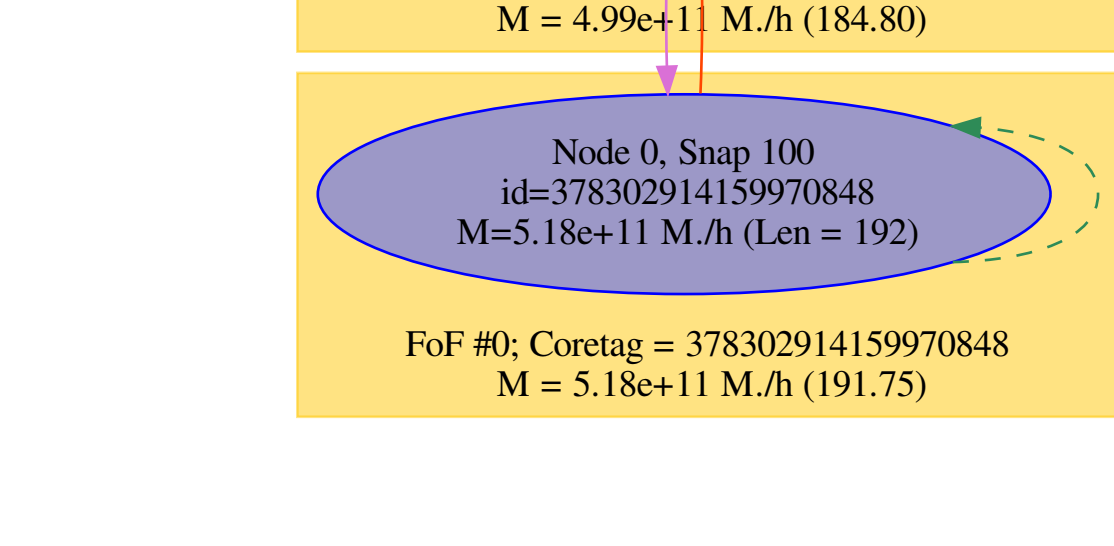 M = 4.99e+11 M./h (184.80)
Node 0, Snap 100
id=378302914159970848
M=5.18e+11 M./h (Len = 192)
FoF #0; Coretag = 378302914159970848
M = 5.18e+11 M./h (191.75)